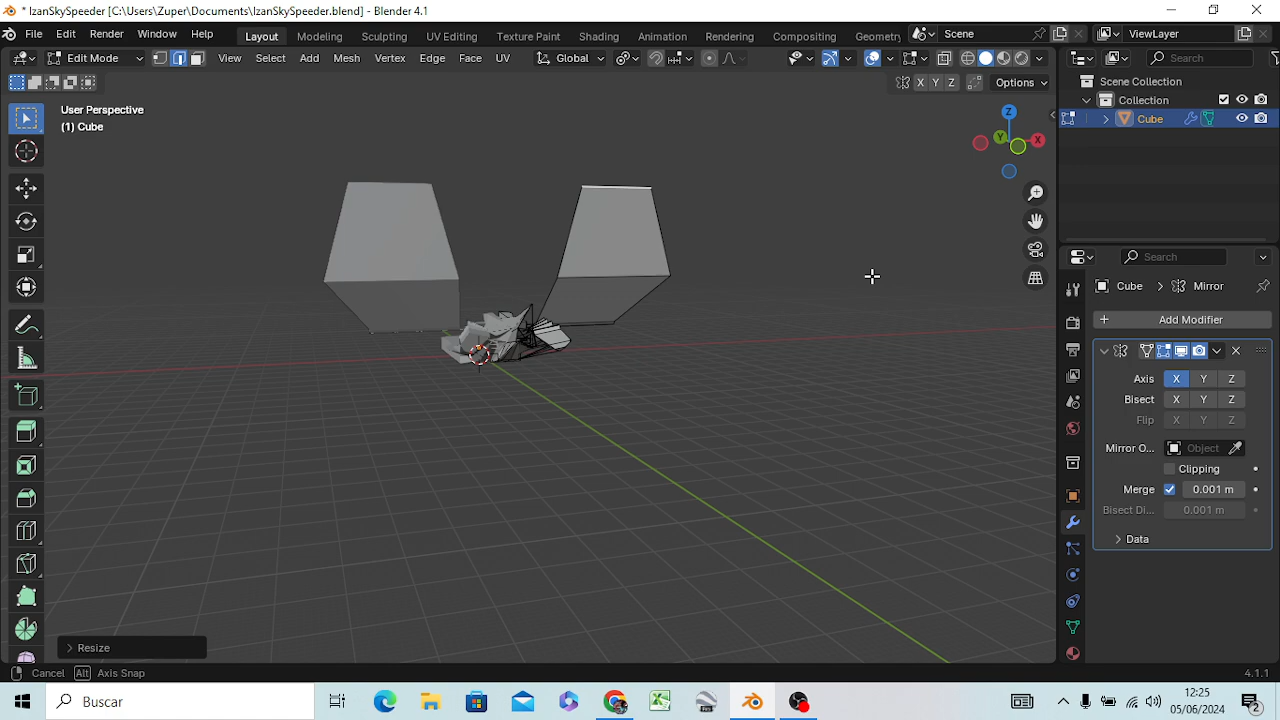 * IzanSkySpeeder [C:\Users\Zuper\Documents\IzanSkySpeeder.blend] - Blender 4.1
File Edit Render Window Help Layout Modeling Sculpting UV Editing Texture Paint Shading Animation Rendering Compositing Geometr Scene ViewLayer
Edit Mode View Select Add Mesh Vertex Edge Face UV Global Search
X Y Z Options
User Perspective
(1) Cube
Scene Collection
Collection
Cube
Z
Y
X
Search
Cube > Mirror
+ Add Modifier
Axis X Y Z
Bisect X Y Z
Flip X Y Z
Mirror O... Object
Clipping
Merge 0.001 m
Bisect Di... 0.001 m
Data
Resize
Cancel Alt Axis Snap 4.1.1
Buscar
12:25
05/06/2024
2